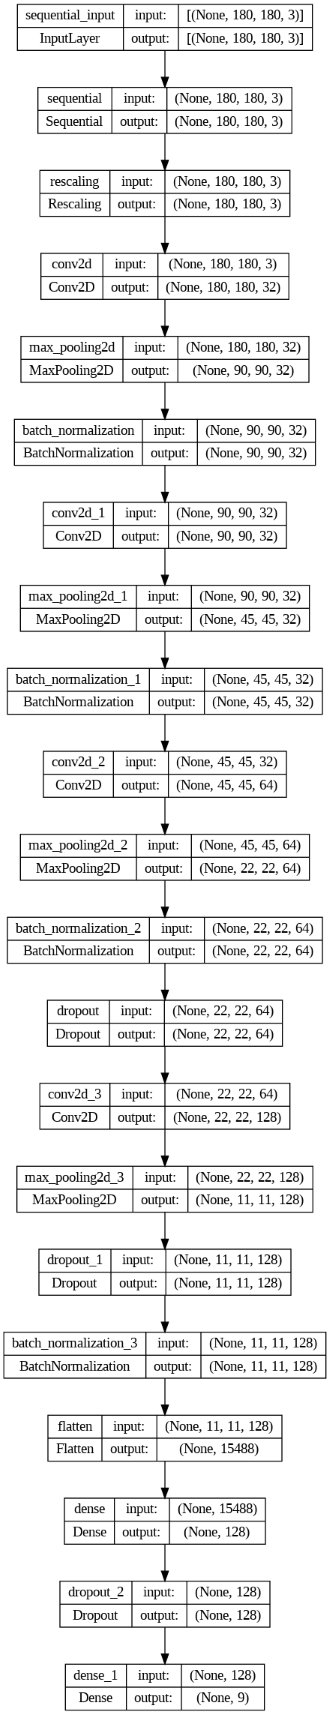 sequential_input input: [(None, 180, 180, 3)]
InputLayer output: [(None, 180, 180, 3)]
sequential input: (None, 180, 180, 3)
Sequential output: (None, 180, 180, 3)
rescaling input: (None, 180, 180, 3)
Rescaling output: (None, 180, 180, 3)
conv2d input: (None, 180, 180, 3)
Conv2D output: (None, 180, 180, 32)
max_pooling2d input: (None, 180, 180, 32)
MaxPooling2D output: (None, 90, 90, 32)
batch_normalization input: (None, 90, 90, 32)
BatchNormalization output: (None, 90, 90, 32)
conv2d_1 input: (None, 90, 90, 32)
Conv2D output: (None, 90, 90, 32)
max_pooling2d_1 input: (None, 90, 90, 32)
MaxPooling2D output: (None, 45, 45, 32)
batch_normalization_1 input: (None, 45, 45, 32)
BatchNormalization output: (None, 45, 45, 32)
conv2d_2 input: (None, 45, 45, 32)
Conv2D output: (None, 45, 45, 64)
max_pooling2d_2 input: (None, 45, 45, 64)
MaxPooling2D output: (None, 22, 22, 64)
batch_normalization_2 input: (None, 22, 22, 64)
BatchNormalization output: (None, 22, 22, 64)
dropout input: (None, 22, 22, 64)
Dropout output: (None, 22, 22, 64)
conv2d_3 input: (None, 22, 22, 64)
Conv2D output: (None, 22, 22, 128)
max_pooling2d_3 input: (None, 22, 22, 128)
MaxPooling2D output: (None, 11, 11, 128)
dropout_1 input: (None, 11, 11, 128)
Dropout output: (None, 11, 11, 128)
batch_normalization_3 input: (None, 11, 11, 128)
BatchNormalization output: (None, 11, 11, 128)
flatten input: (None, 11, 11, 128)
Flatten output: (None, 15488)
dense input: (None, 15488)
Dense output: (None, 128)
dropout_2 input: (None, 128)
Dropout output: (None, 128)
dense_1 input: (None, 128)
Dense output: (None, 9)